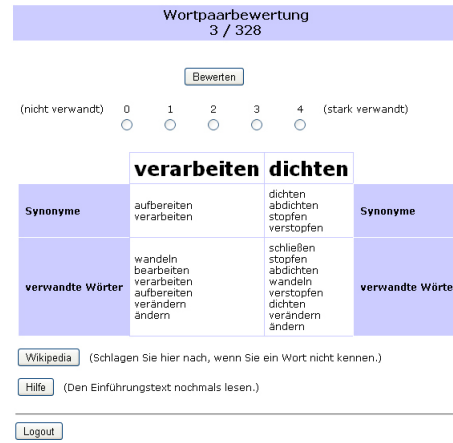 Wortpaarbewertung
3 / 328
Bewerten
(nicht verwandt) 0 1 2 3 4 (stark verwandt)
verarbeiten dichten
Synonyme
aufbereiten
verarbeiten
dichten
abdichten
stopfen
verstopfen
Synonyme
verwandte Wörter
wandeln
bearbeiten
verarbeiten
aufbereiten
verändern
ändern
schließen
stopfen
abdichten
wandeln
verstopfen
dichten
verändern
ändern
verwandte Wörte
Wikipedia (Schlagen Sie hier nach, wenn Sie ein Wort nicht kennen.)
Hilfe (Den Einführungstext nochmals lesen.)
Logout